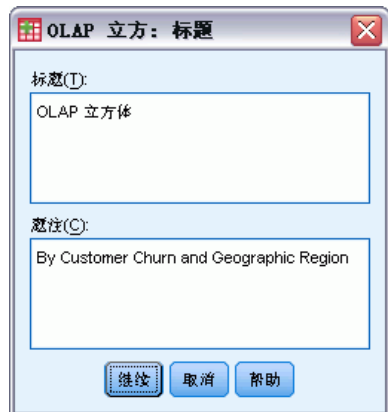 OLAP 立方：标题
标题(T):
OLAP 立方体
题注(C):
By Customer Churn and Geographic Region
继续 取消 帮助